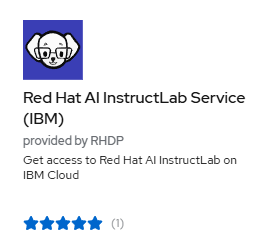 Red Hat AI InstructLab Service
(IBM)
provided by RHDP
Get access to Red Hat AI InstructLab on
IBM Cloud
(1)